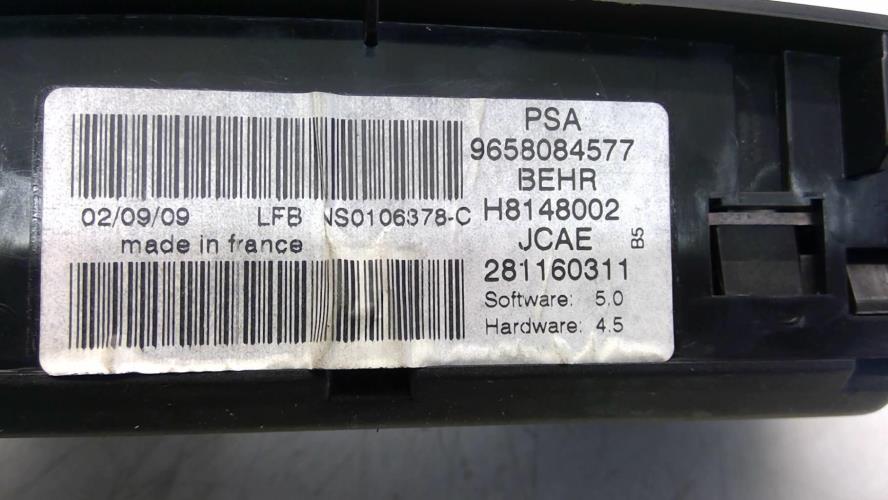 02/09/09 LFB NS0106378-C
made in france
PSA
9658084577
BEHR
H8148002
JCAE
281160311
B5
Software: 5.0
Hardware: 4.5